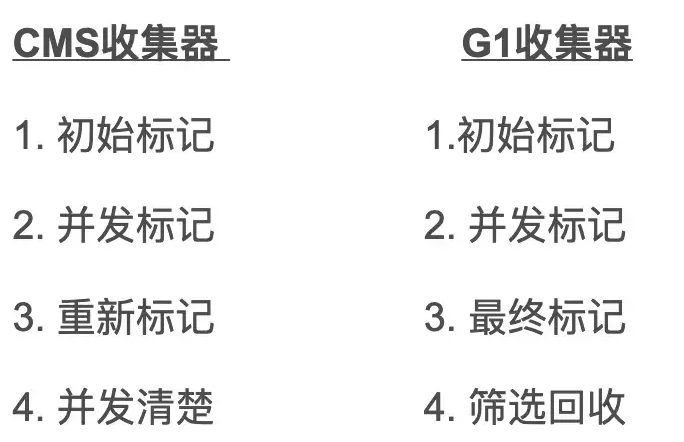 CMS收集器
1. 初始标记
2. 并发标记
3. 重新标记
4. 并发清楚
G1收集器
1.初始标记
2. 并发标记
3. 最终标记
4. 筛选回收